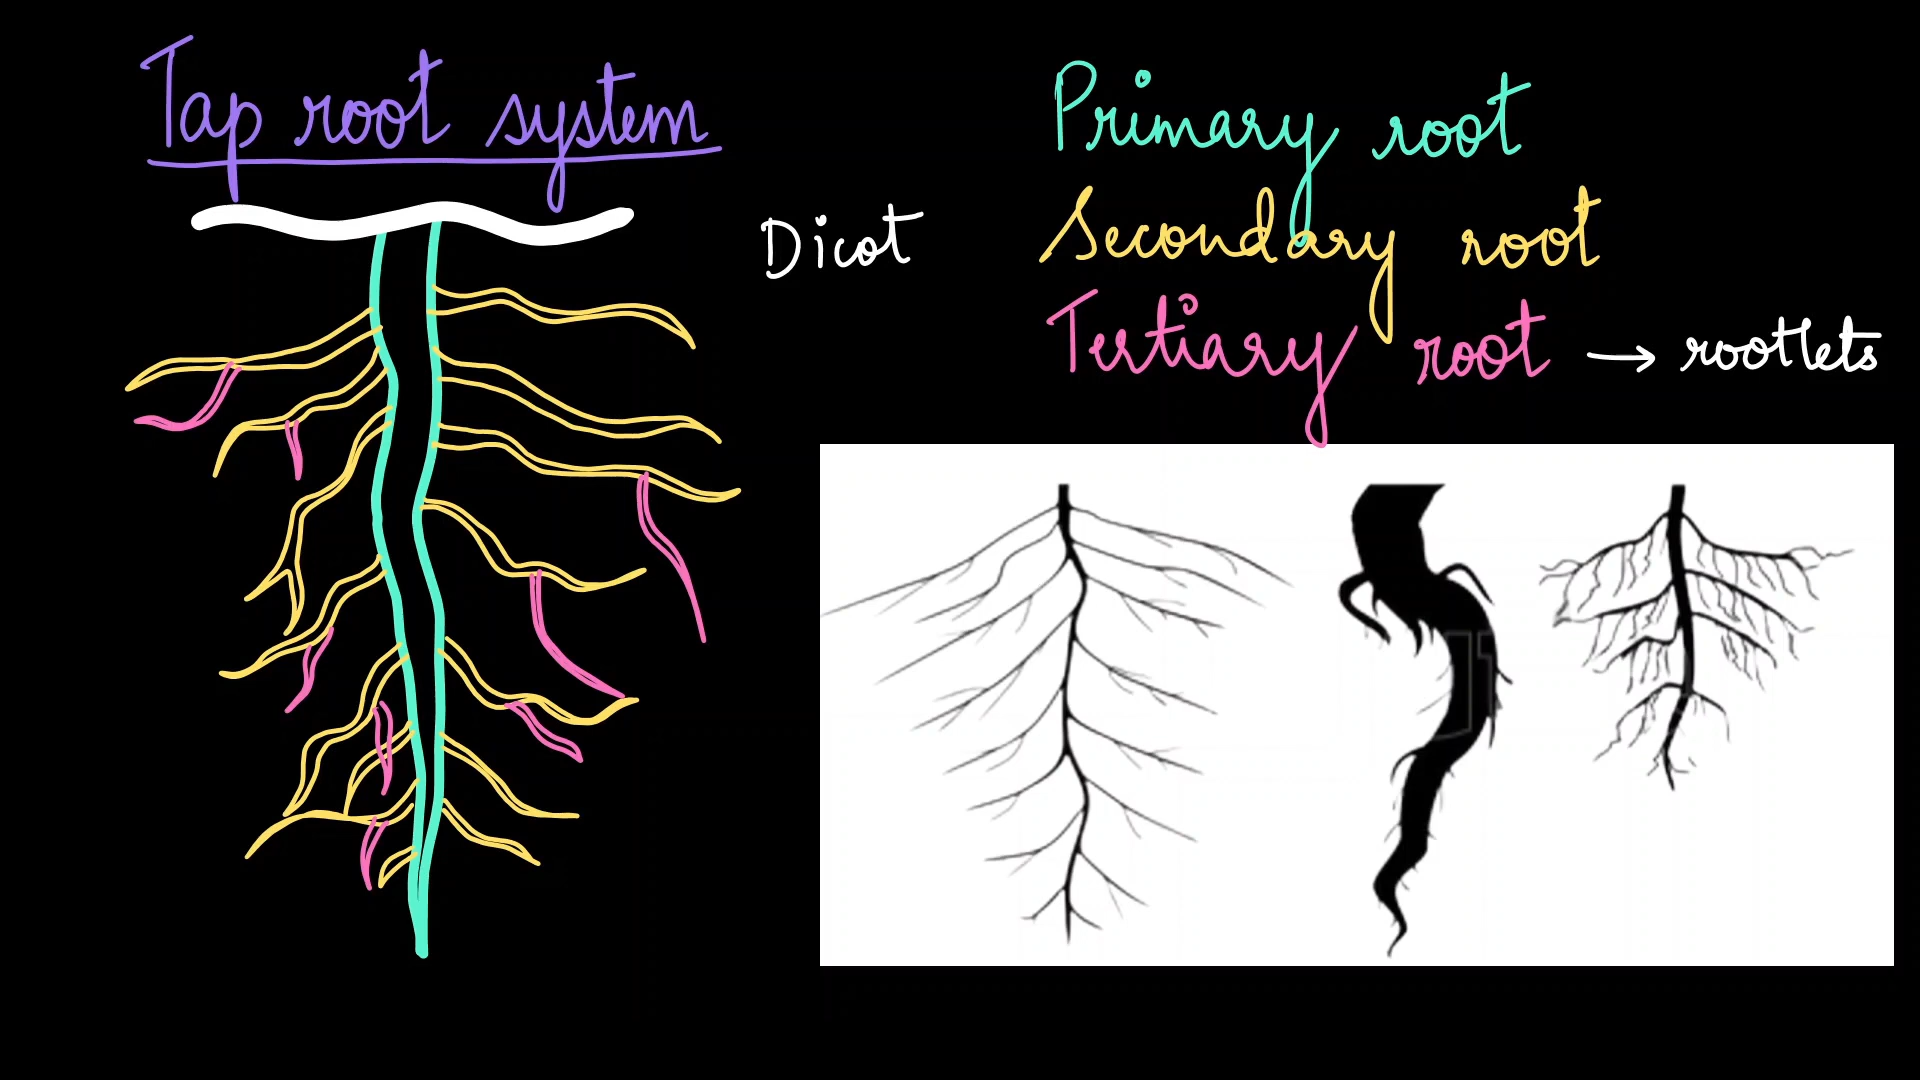 Tap root system
Dicot
Primary root
Secondary root
Tertiary root → rootlets